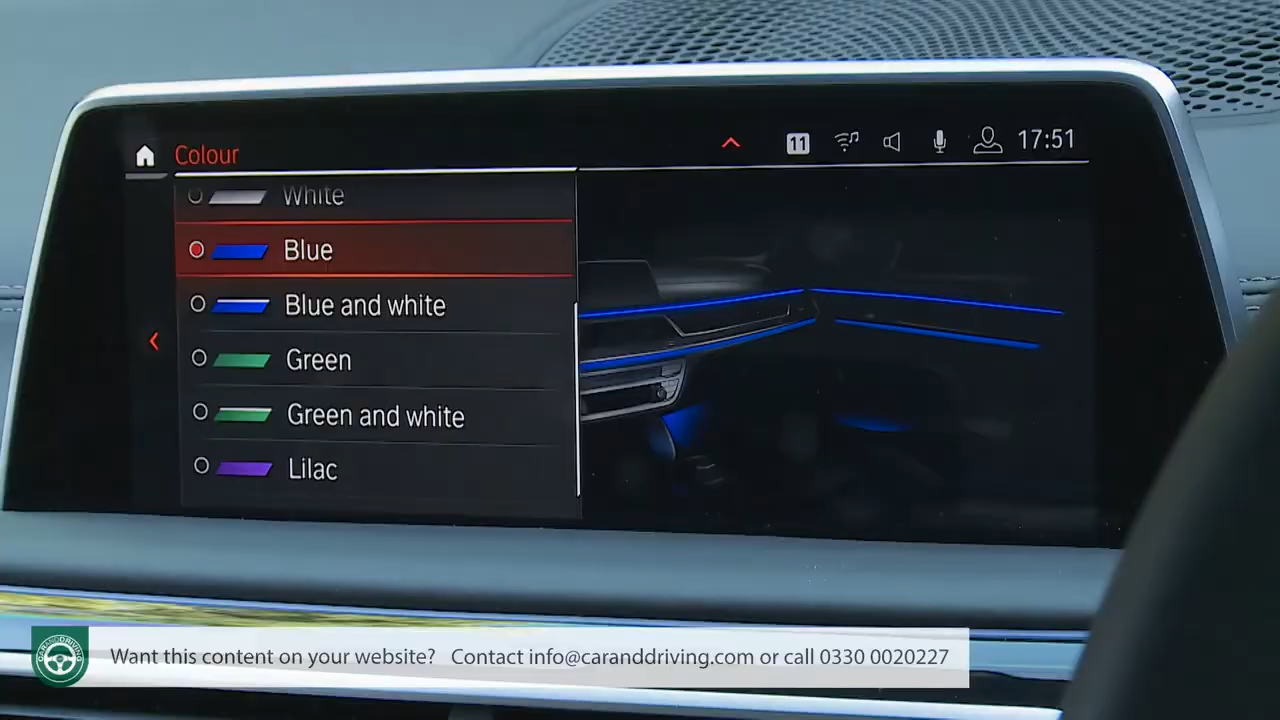 Colour
11
17:51
White
Blue
Blue and white
Green
Green and white
Lilac
CARANDDRIVING
Want this content on your website? Contact info@caranddriving.com or call 0330 0020227